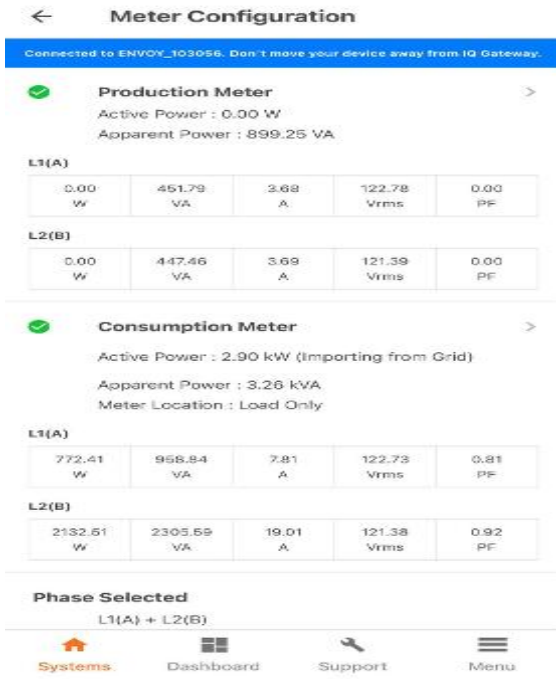 ← Meter Configuration
Connected to ENVOY_103056. Don't move your device away from IQ Gateway.
Production Meter >
Active Power : 0.00 W
Apparent Power : 899.25 VA
L1(A)
0.00 451.79 3.68 122.78 0.00
W VA A Vrms PF
L2(B)
0.00 447.46 3.69 121.39 0.00
W VA A Vrms PF
Consumption Meter >
Active Power : 2.90 kW (Importing from Grid)
Apparent Power : 3.26 kVA
Meter Location : Load Only
L1(A)
772.41 958.84 7.81 122.73 0.81
W VA A Vrms PF
L2(B)
2132.51 2305.59 19.01 121.38 0.92
W VA A Vrms PF
Phase Selected
L1(A) + L2(B)
Systems Dashboard Support Menu